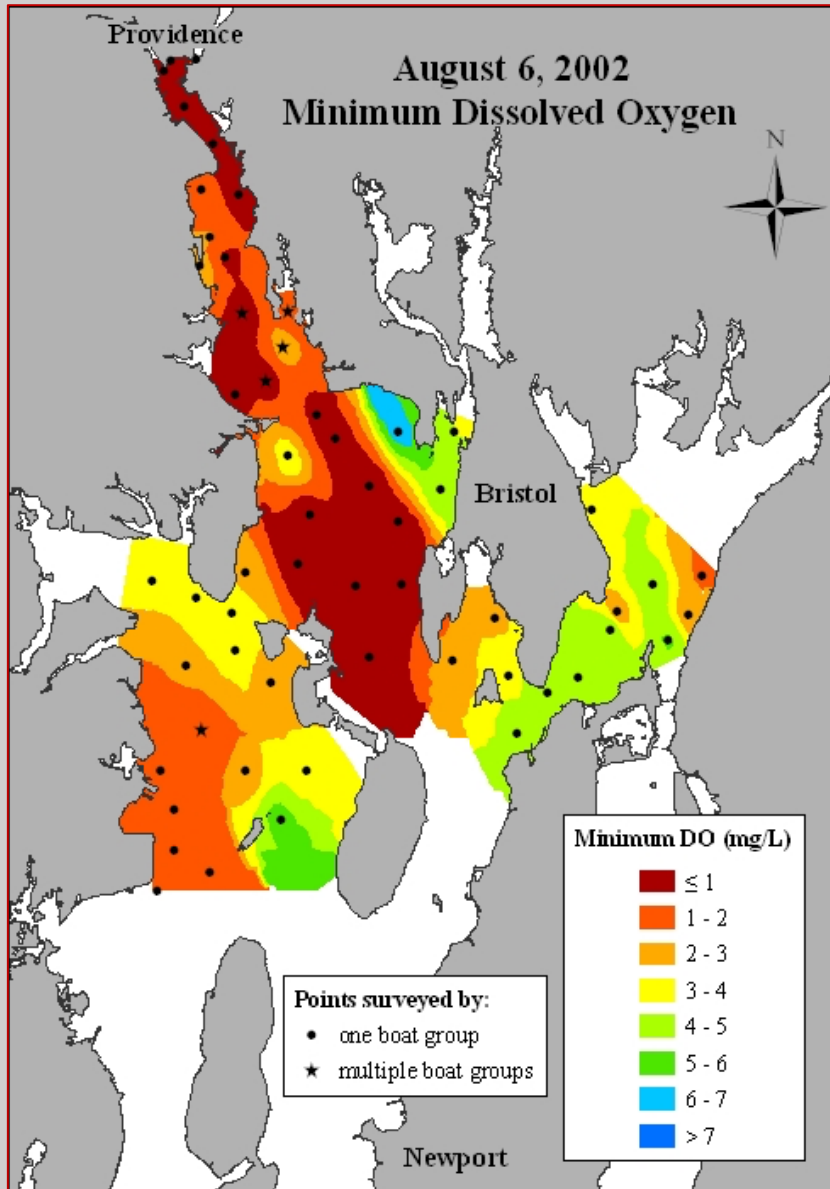 Providence
August 6, 2002
Minimum Dissolved Oxygen
N
Bristol
Minimum DO (mg/L)
≤ 1
1 - 2
2 - 3
3 - 4
4 - 5
5 - 6
6 - 7
> 7
Points surveyed by:
one boat group
multiple boat groups
Newport